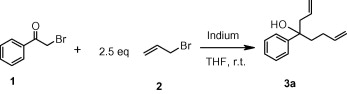 O
Br
1
+
2.5 eq
Br
2
Indium
THF, r.t.
HO
3a